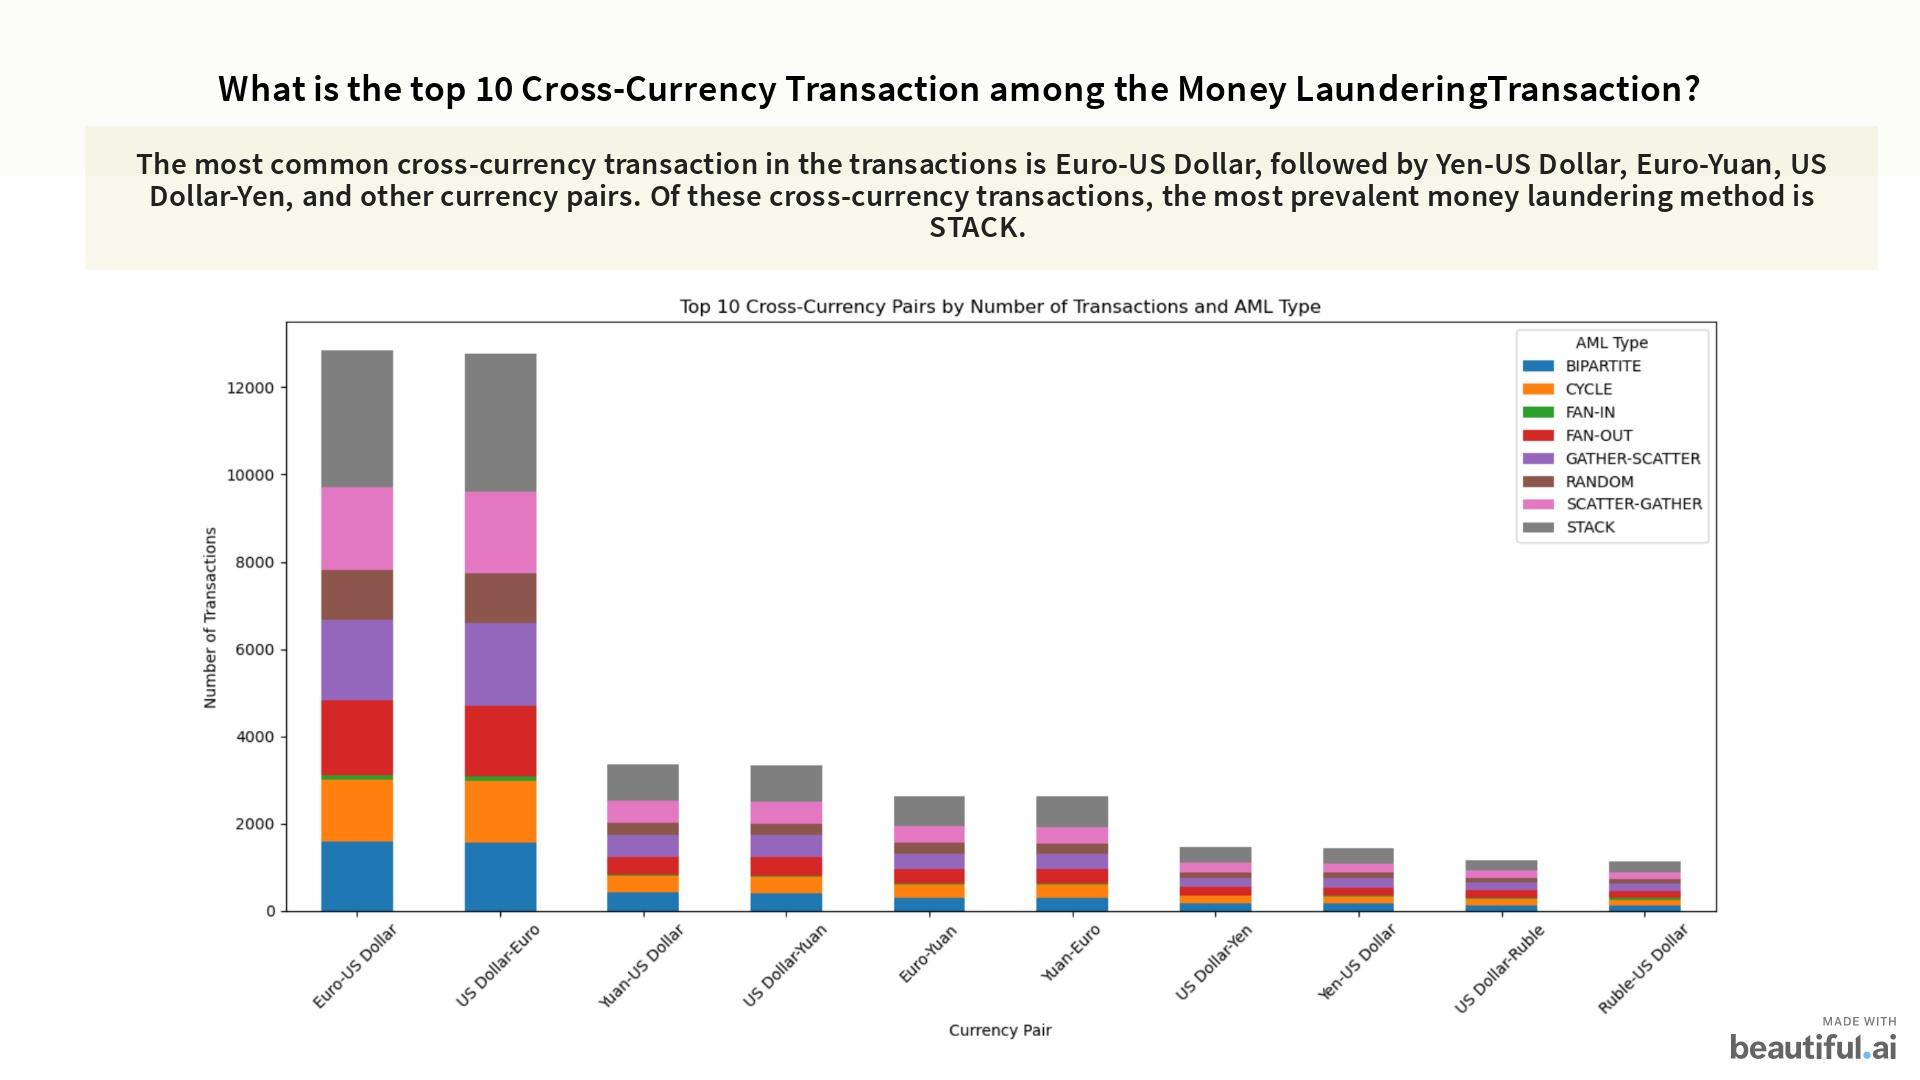 What is the top 10 Cross-Currency Transaction among the Money LaunderingTransaction?
The most common cross-currency transaction in the transactions is Euro-US Dollar, followed by Yen-US Dollar, Euro-Yuan, US
Dollar-Yen, and other currency pairs. Of these cross-currency transactions, the most prevalent money laundering method is
STACK.
Top 10 Cross-Currency Pairs by Number of Transactions and AML Type
AML Type
BIPARTITE
CYCLE
FAN-IN
FAN-OUT
GATHER-SCATTER
RANDOM
SCATTER-GATHER
STACK
Number of Transactions
12000
10000
8000
6000
4000
2000
0
Euro-US Dollar
US Dollar-Euro
Yuan-US Dollar
US Dollar-Yuan
Euro-Yuan
Yuan-Euro
US Dollar-Yen
Yen-US Dollar
US Dollar-Ruble
Ruble-US Dollar
Currency Pair
MADE WITH
beautiful.ai